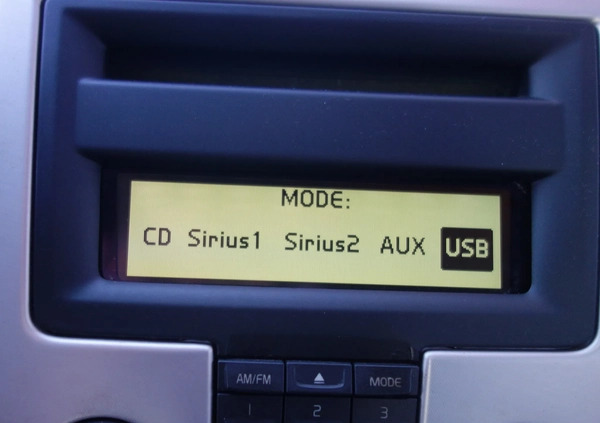 MODE:
CD Sirius1 Sirius2 AUX USB
AM/FM MODE
1 2 3